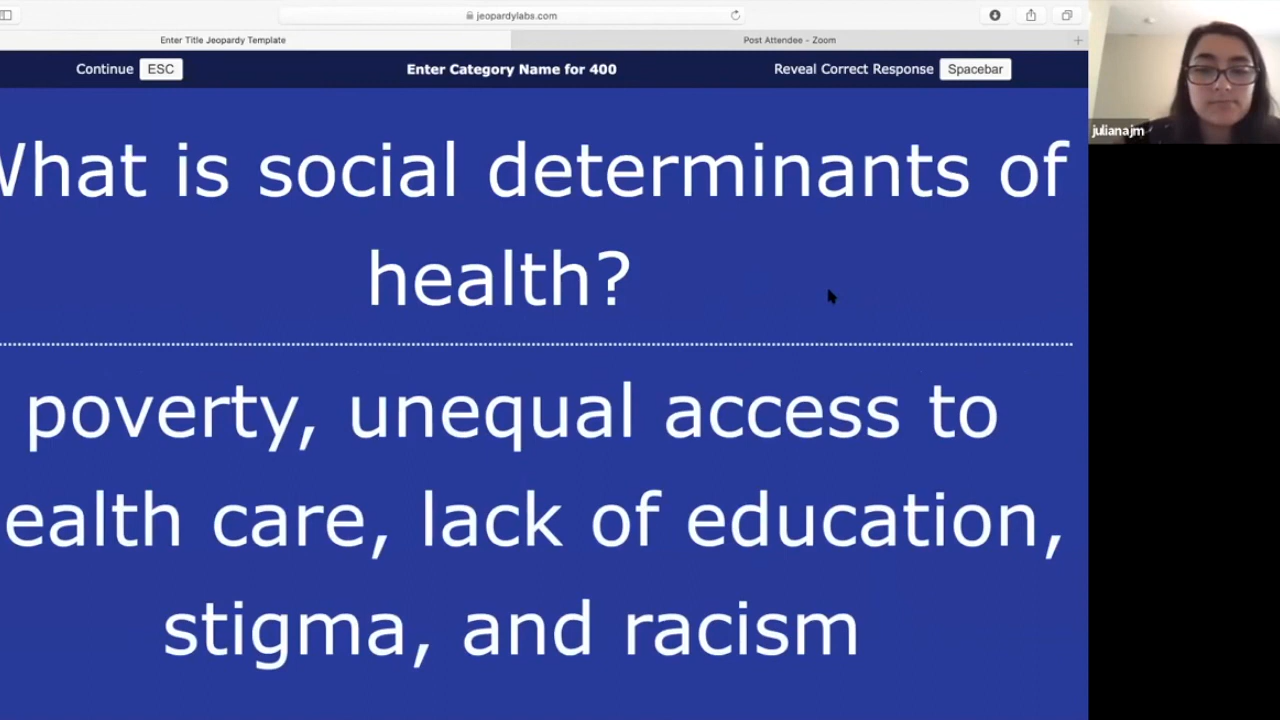 jeopardylabs.com
Enter Title Jeopardy Template
Post Attendee - Zoom
Continue ESC
Enter Category Name for 400
Reveal Correct Response Spacebar
julianajm
What is social determinants of
health?
poverty, unequal access to
ealth care, lack of education,
stigma, and racism